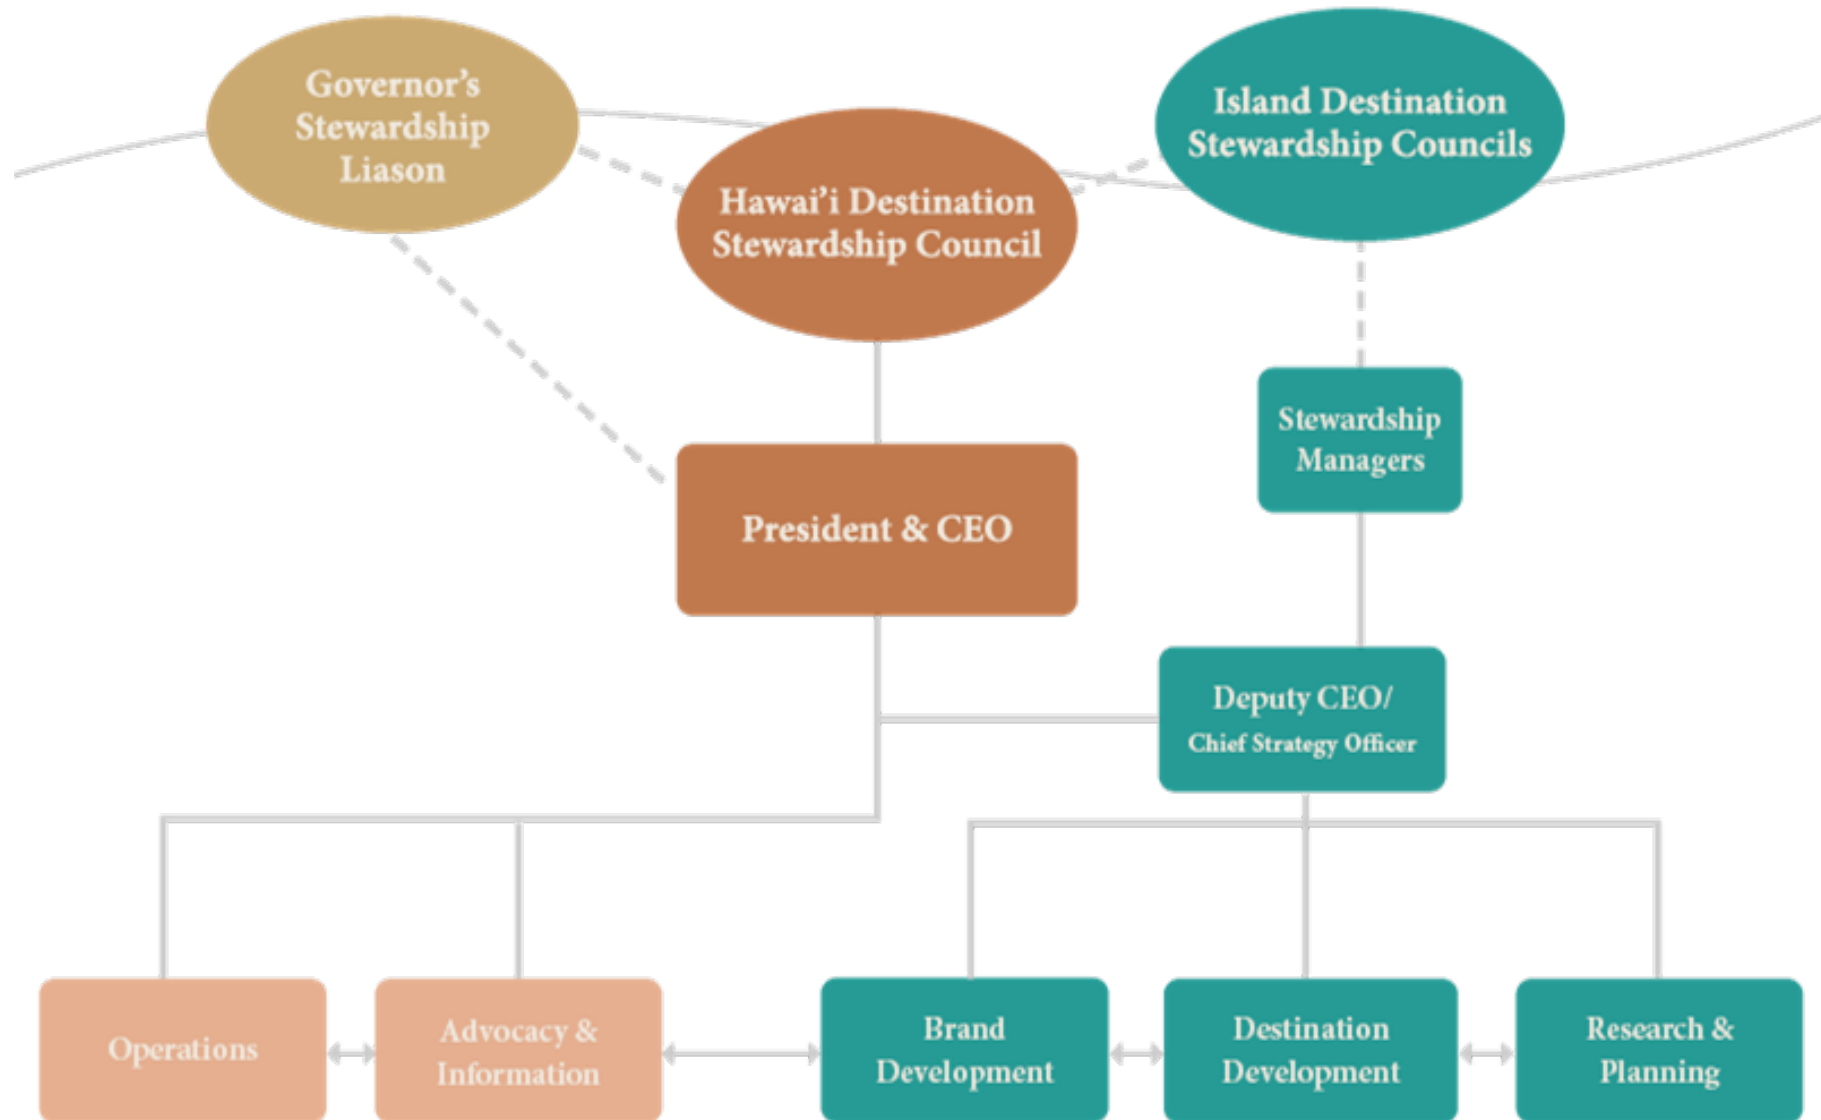 Governor’s
Stewardship
Liason
Island Destination
Stewardship Councils
Hawai’i Destination
Stewardship Council
Stewardship
Managers
President & CEO
Deputy CEO/
Chief Strategy Officer
Operations
Advocacy &
Information
Brand
Development
Destination
Development
Research &
Planning